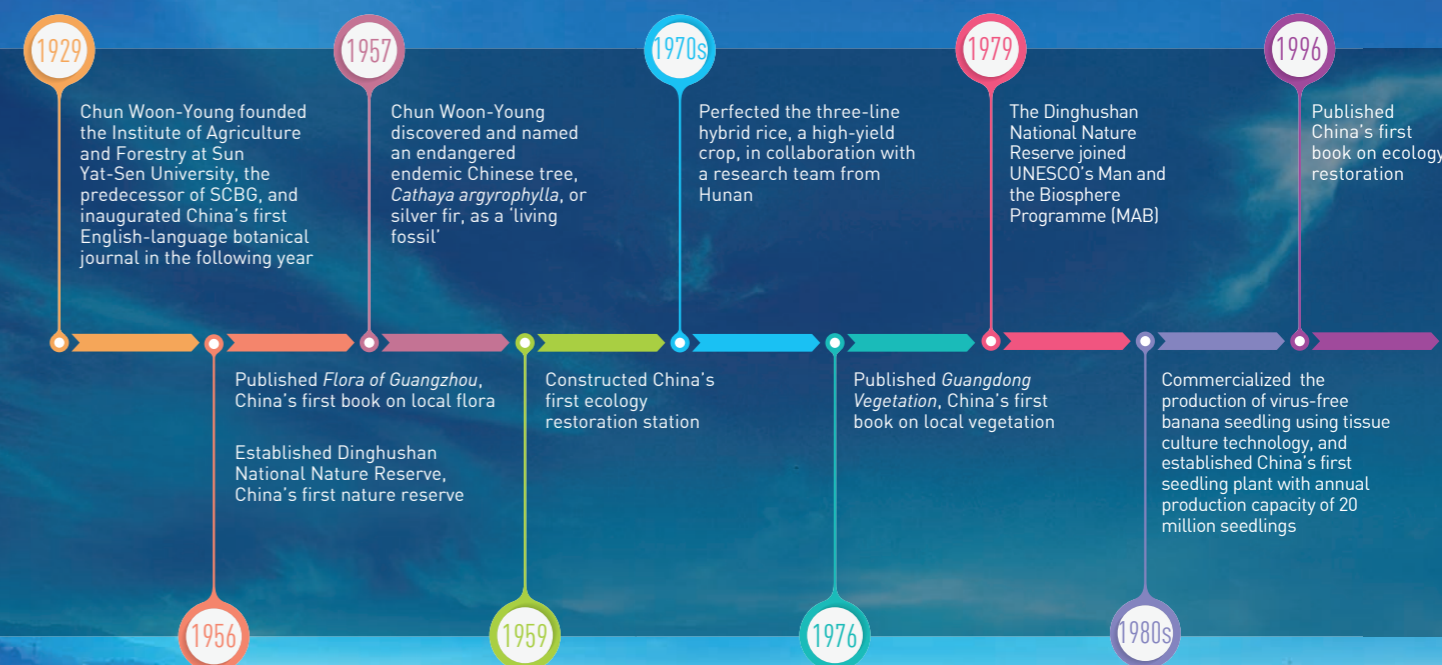 1929
Chun Woon-Young founded
the Institute of Agriculture
and Forestry at Sun
Yat-Sen University, the
predecessor of SCBG, and
inaugurated China’s first
English-language botanical
journal in the following year
1956
Published Flora of Guangzhou,
China’s first book on local flora
Established Dinghushan
National Nature Reserve,
China’s first nature reserve
1957
Chun Woon-Young
discovered and named
an endangered
endemic Chinese tree,
Cathaya argyrophylla, or
silver fir, as a ‘living
fossil’
1959
Constructed China’s
first ecology
restoration station
1970s
Perfected the three-line
hybrid rice, a high-yield
crop, in collaboration with
a research team from
Hunan
1976
Published Guangdong
Vegetation, China’s first
book on local vegetation
1979
The Dinghushan
National Nature
Reserve joined
UNESCO’s Man and
the Biosphere
Programme (MAB)
1980s
Commercialized the
production of virus-free
banana seedling using tissue
culture technology, and
established China’s first
seedling plant with annual
production capacity of 20
million seedlings
1996
Published
China’s first
book on ecology
restoration